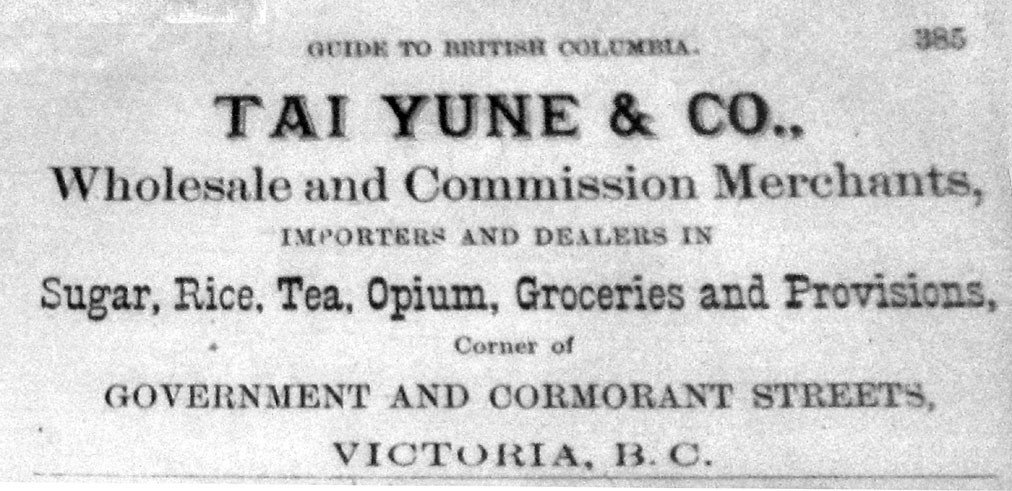 GUIDE TO BRITISH COLUMBIA. 385
TAI YUNE & CO.,
Wholesale and Commission Merchants,
IMPORTERS AND DEALERS IN
Sugar, Rice, Tea, Opium, Groceries and Provisions,
Corner of
GOVERNMENT AND CORMORANT STREETS,
VICTORIA, B. C.